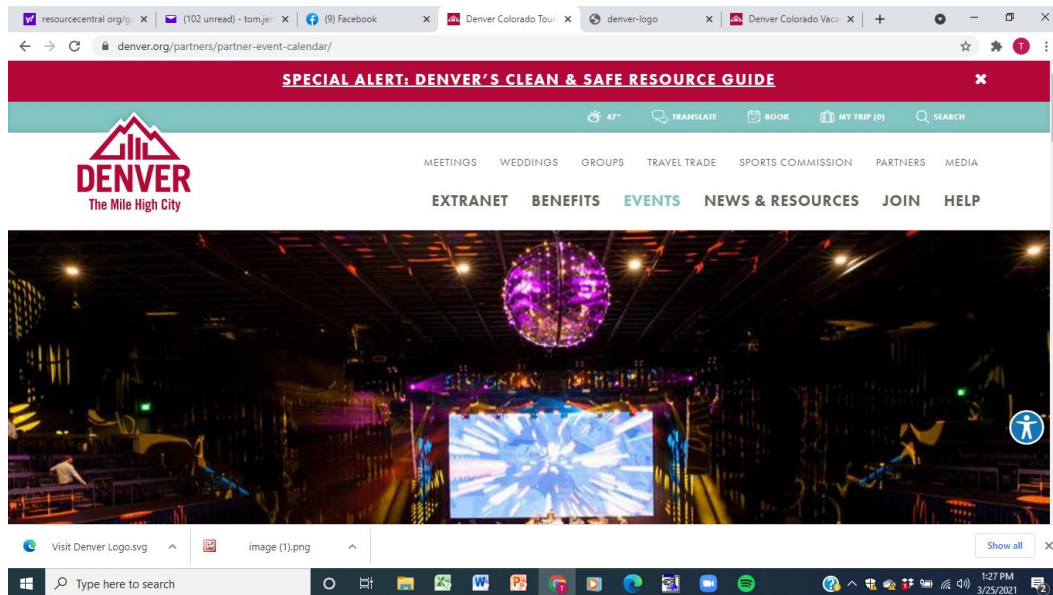 resourcecentral org/ga
(102 unread) - tom.jen
(9) Facebook
Denver Colorado Tour
denver-logo
Denver Colorado Vaca
denver.org/partners/partner-event-calendar/
T
SPECIAL ALERT: DENVER'S CLEAN & SAFE RESOURCE GUIDE
47°
TRANSLATE
BOOK
MY TRIP (0)
SEARCH
DENVER
The Mile High City
MEETINGS WEDDINGS GROUPS TRAVEL TRADE SPORTS COMMISSION PARTNERS MEDIA
EXTRANET BENEFITS EVENTS NEWS & RESOURCES JOIN HELP
Visit Denver Logo.svg
image (1).png
Show all
Type here to search
1:27 PM
3/25/2021